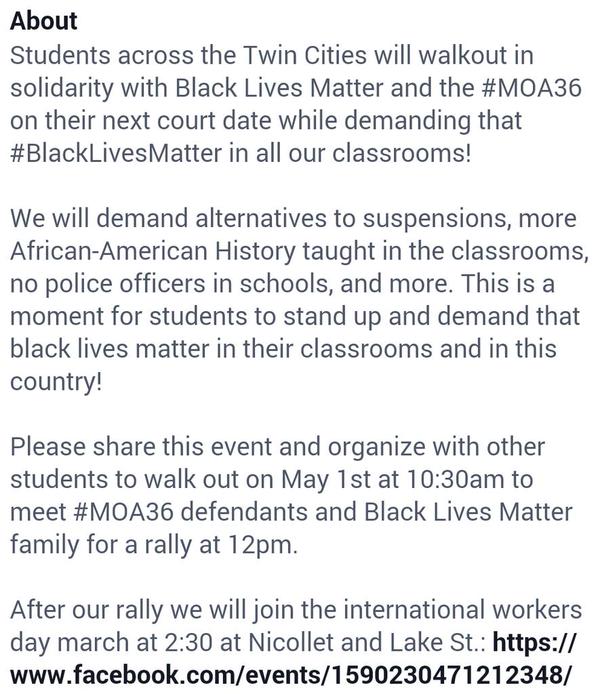 About
Students across the Twin Cities will walkout in
solidarity with Black Lives Matter and the #MOA36
on their next court date while demanding that
#BlackLivesMatter in all our classrooms!
We will demand alternatives to suspensions, more
African-American History taught in the classrooms,
no police officers in schools, and more. This is a
moment for students to stand up and demand that
black lives matter in their classrooms and in this
country!
Please share this event and organize with other
students to walk out on May 1st at 10:30am to
meet #MOA36 defendants and Black Lives Matter
family for a rally at 12pm.
After our rally we will join the international workers
day march at 2:30 at Nicollet and Lake St.: https://
www.facebook.com/events/1590230471212348/